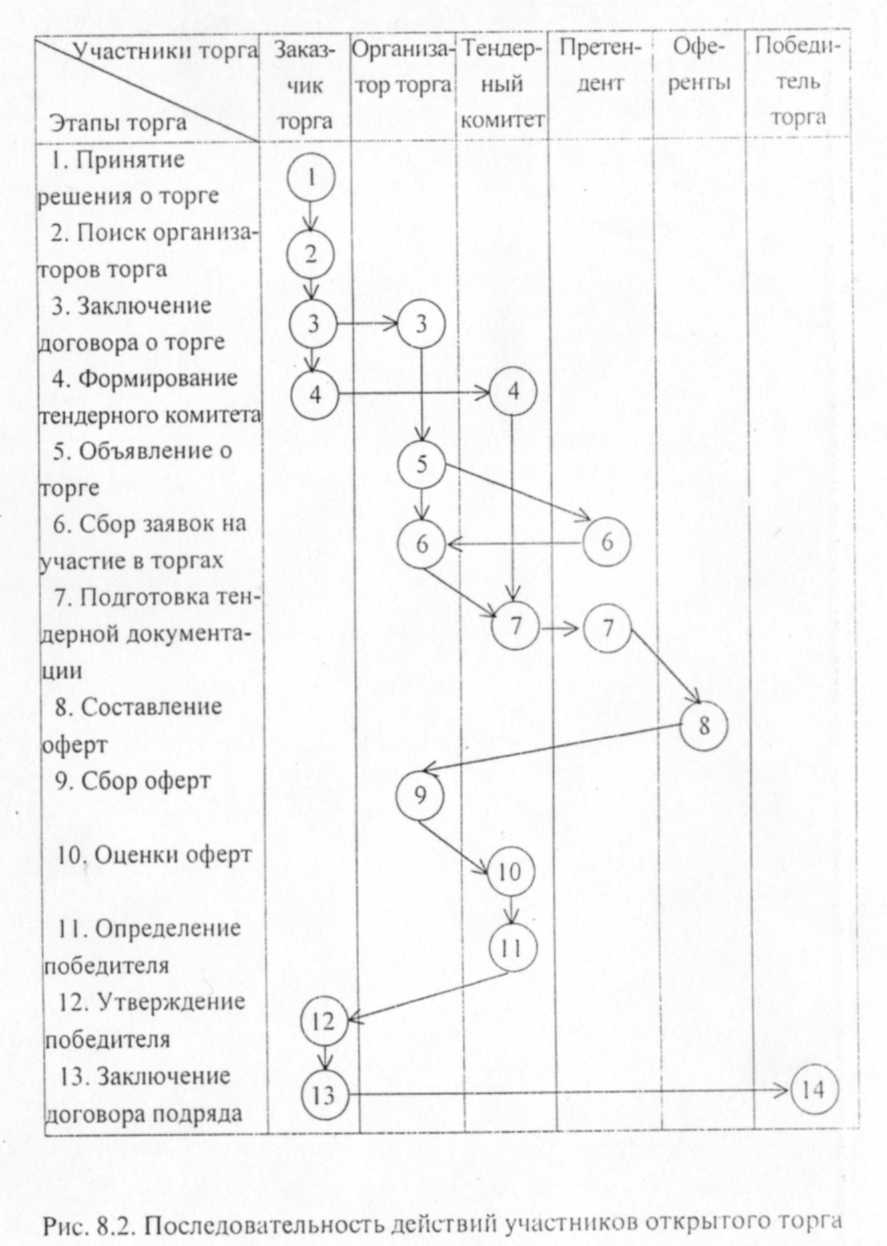 Участники торга
Этапы торга
Заказ-
чик
торга
Организа-
тор торга
Тендер-
ный
комитет
Претен-
дент
Офе-
ренты
Победи-
тель
торга
1. Принятие
решения о торге
1
2. Поиск организа-
торов торга
2
3. Заключение
договора о торге
3
3
4. Формирование
тендерного комитета
4
4
5. Объявление о
торге
5
6. Сбор заявок на
участие в торгах
6
6
7. Подготовка тен-
дерной документа-
ции
7
7
8. Составление
оферт
8
9. Сбор оферт
9
10. Оценки оферт
10
11. Определение
победителя
11
12. Утверждение
победителя
12
13. Заключение
договора подряда
13
14
Рис. 8.2. Последовательность действий участников открытого торга